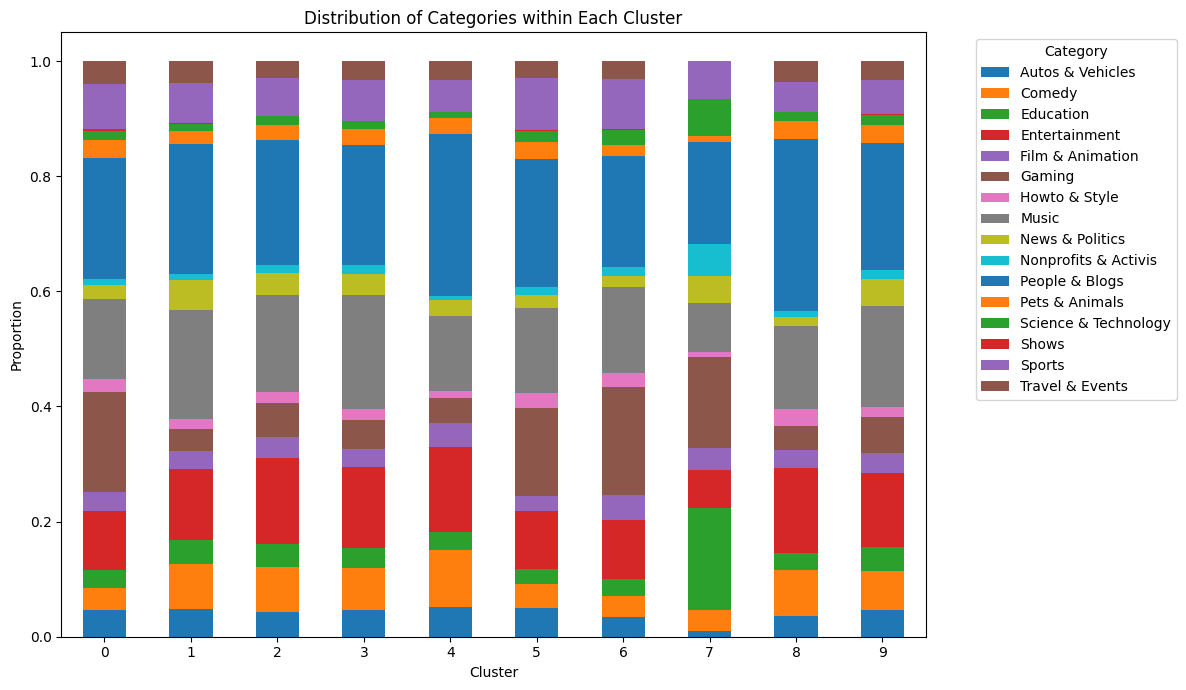 Distribution of Categories within Each Cluster
Proportion
1.0
0.8
0.6
0.4
0.2
0.0
0 1 2 3 4 5 6 7 8 9
Cluster
Category
Autos & Vehicles
Comedy
Education
Entertainment
Film & Animation
Gaming
Howto & Style
Music
News & Politics
Nonprofits & Activis
People & Blogs
Pets & Animals
Science & Technology
Shows
Sports
Travel & Events